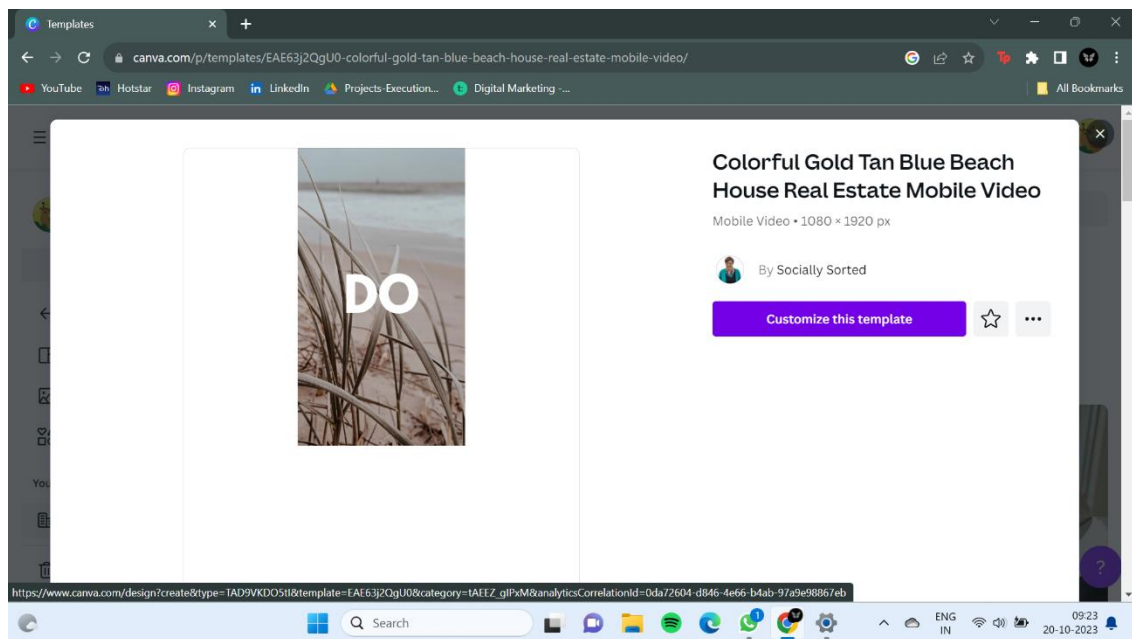 Templates
canva.com/p/templates/EAE63j2QgU0-colorful-gold-tan-blue-beach-house-real-estate-mobile-video/
YouTube Hotstar Instagram LinkedIn Projects-Execution... Digital Marketing -... All Bookmarks
Colorful Gold Tan Blue Beach
House Real Estate Mobile Video
Mobile Video • 1080 × 1920 px
By Socially Sorted
Customize this template
DO
You
https://www.canva.com/design?create&type=TAD9VKDO5tI&template=EAE63j2QgU0&category=tAEEZ_gIPxM&analyticsCorrelationId=0da72604-d846-4e66-b4ab-97a9e98867eb
Search
ENG
IN
09:23
20-10-2023